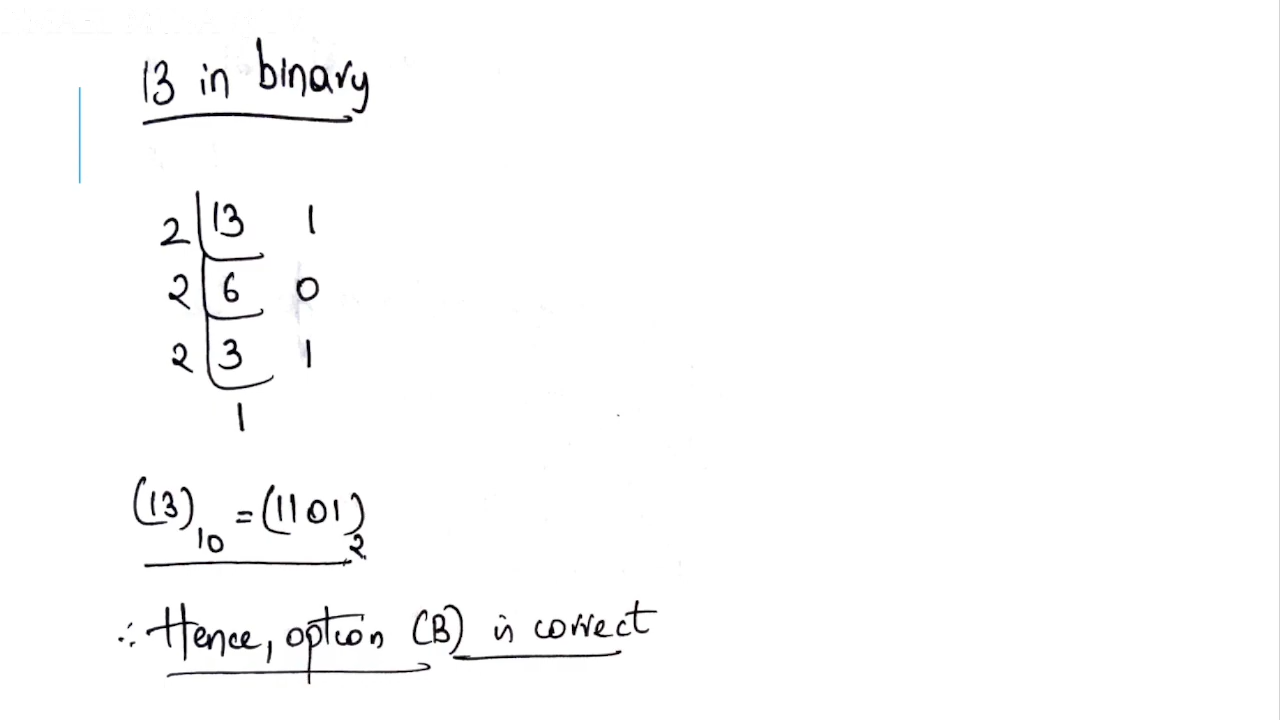 13 in binary
2 13 1
2 6 0
2 3 1
1
(13)10 = (1101)2
∴ Hence, option (B) is correct